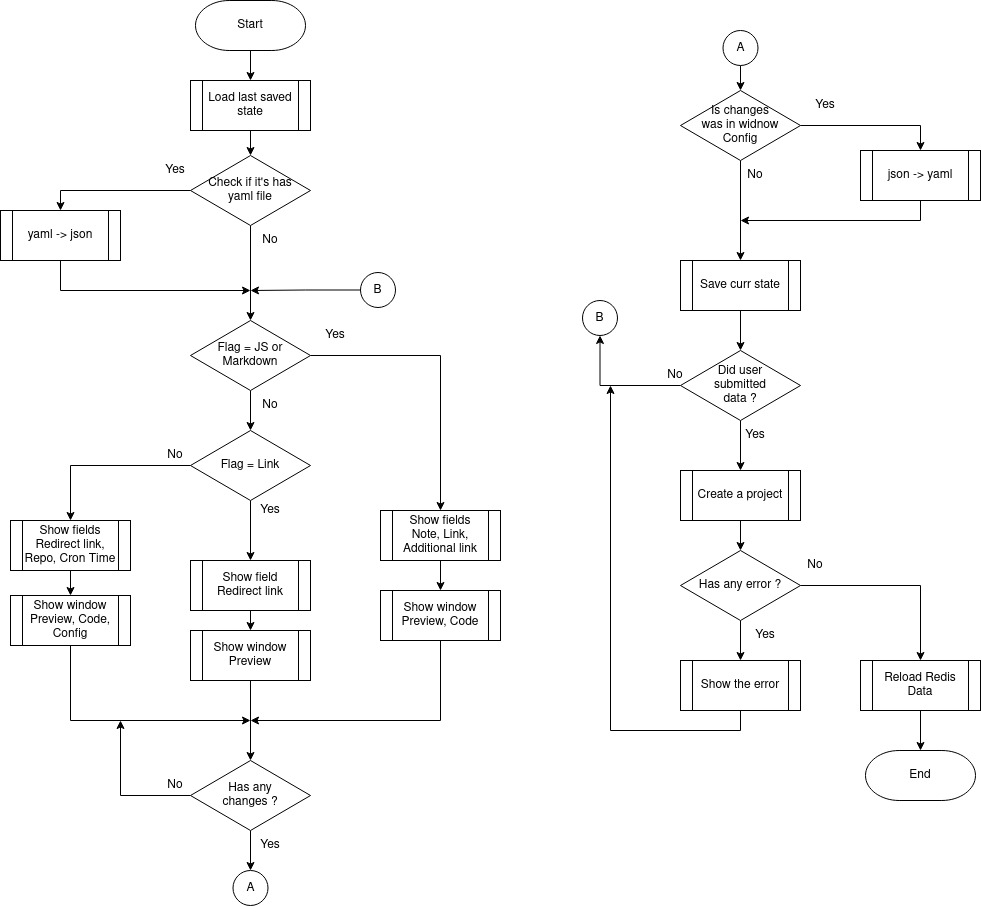 Start
Load last saved
state
Yes
Check if it's has
yaml file
yaml -> json
No
B
Flag = JS or
Markdown
Yes
No
Flag = Link
No
Yes
Show fields
Redirect link,
Repo, Cron Time
Show window
Preview, Code,
Config
Show field
Redirect link
Show window
Preview
Show fields
Note, Link,
Additional link
Show window
Preview, Code
No
Has any
changes ?
Yes
A
A
Is changes
was in widnow
Config
Yes
No
json -> yaml
Save curr state
B
No
Did user
submitted
data ?
Yes
Create a project
Has any error ?
No
Yes
Show the error
Reload Redis
Data
End